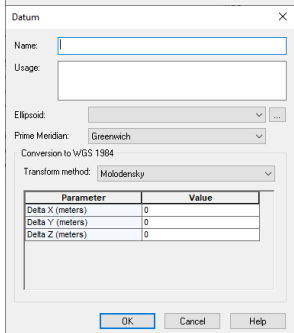 Datum
Name:
Usage:
Ellipsoid:
...
Prime Meridian: Greenwich
Conversion to WGS 1984
Transform method: Molodensky
Parameter Value
Delta X (meters) 0
Delta Y (meters) 0
Delta Z (meters) 0
OK Cancel Help